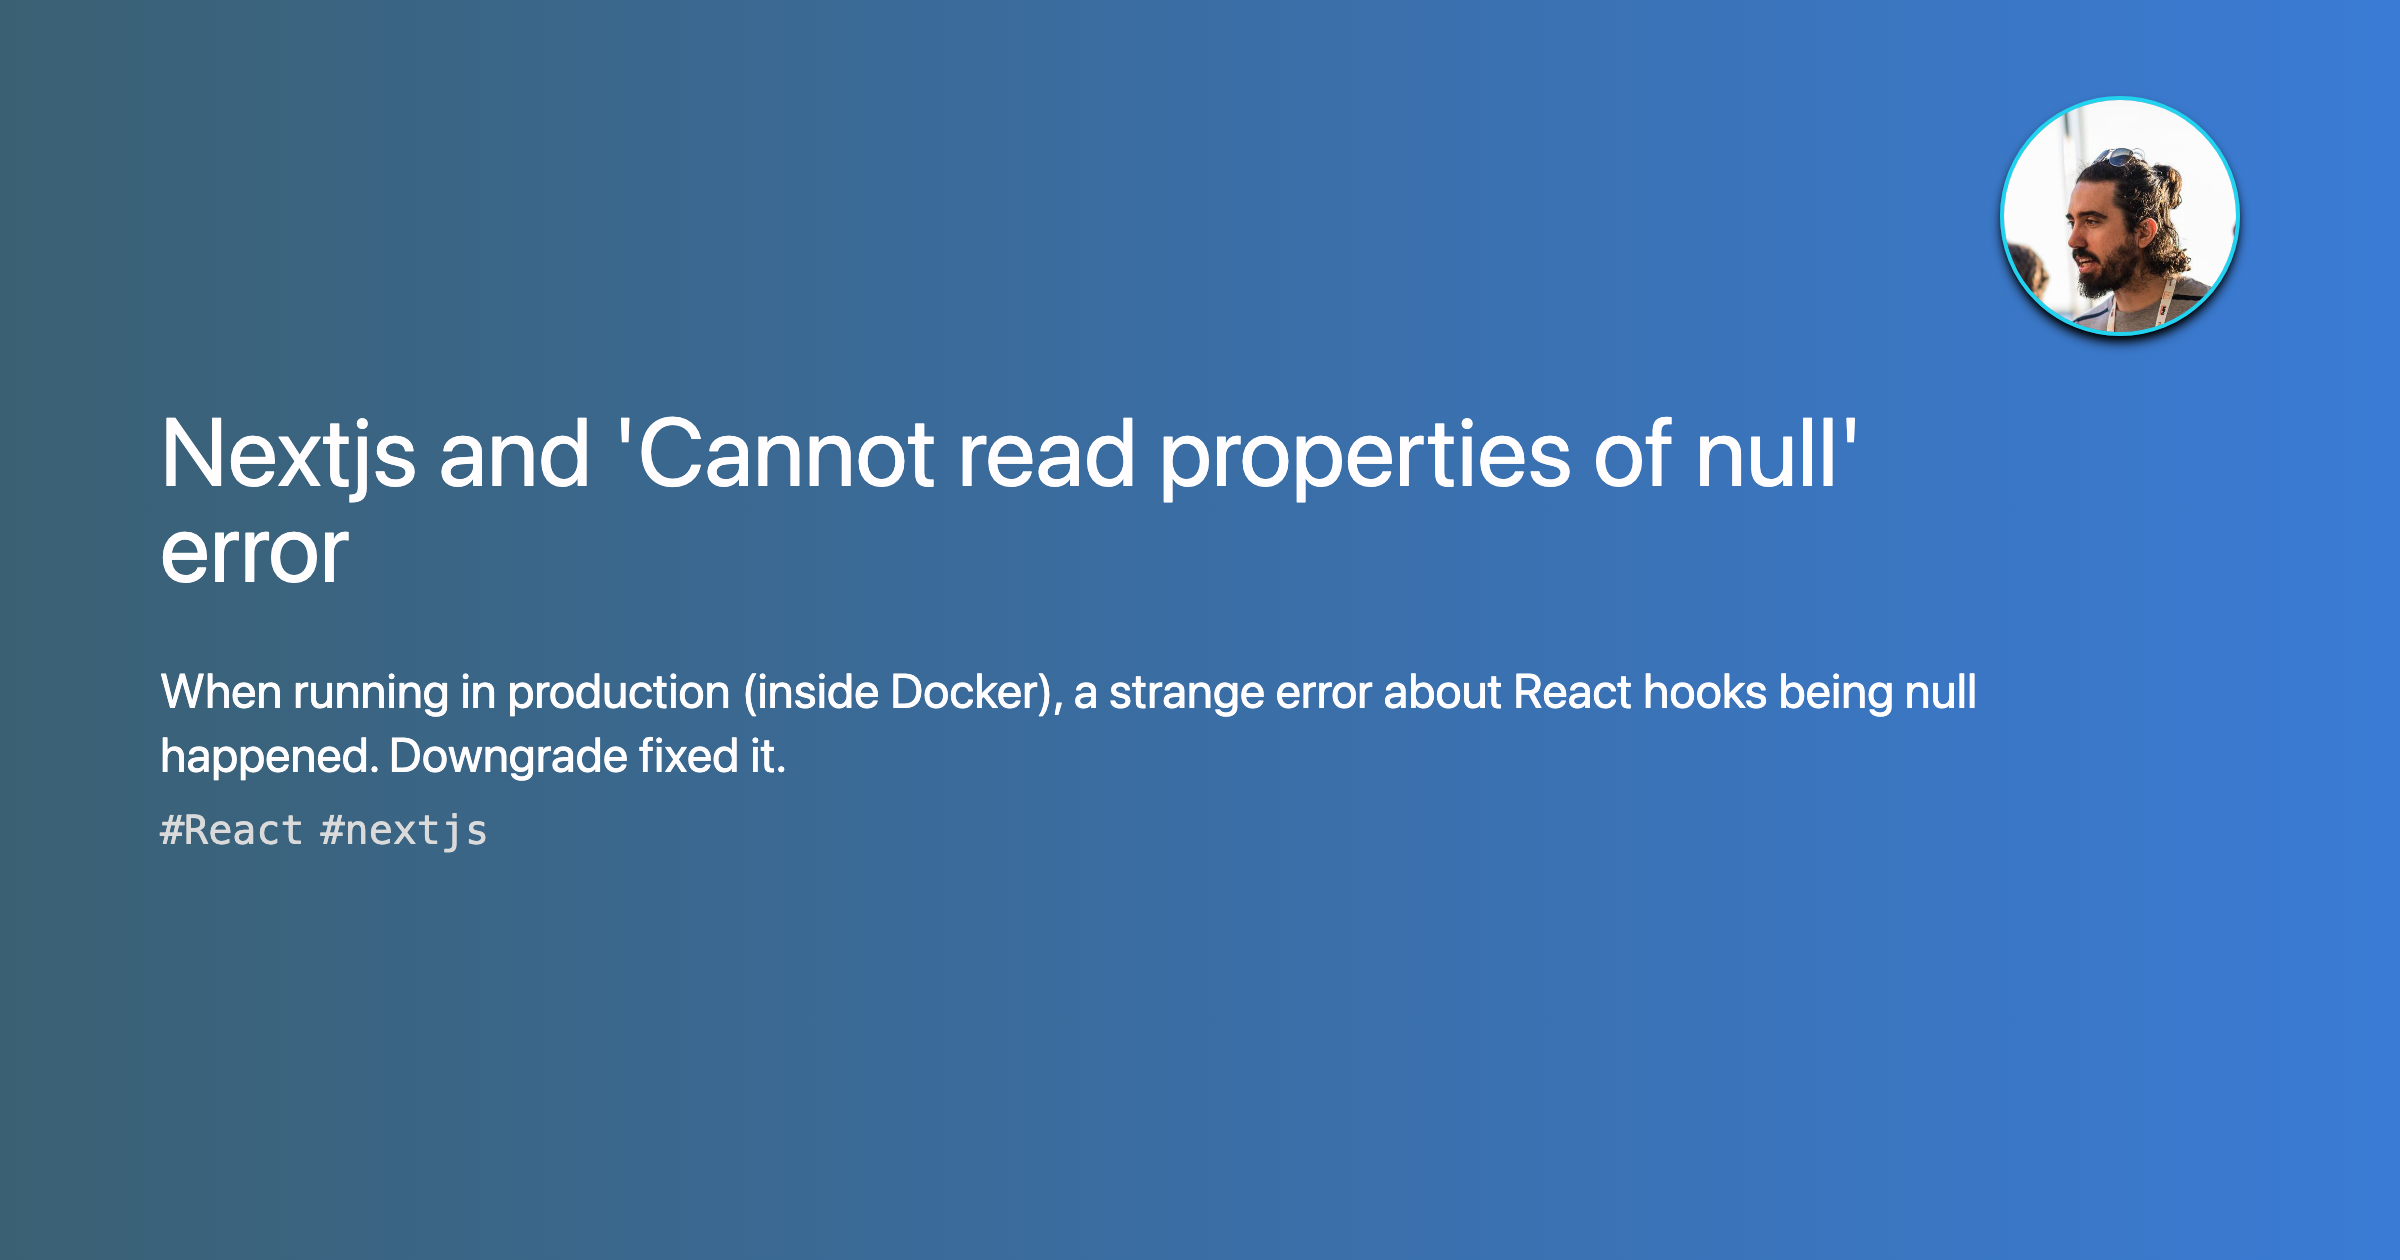 Nextjs and 'Cannot read properties of null'
error
When running in production (inside Docker), a strange error about React hooks being null
happened. Downgrade fixed it.
#React #nextjs